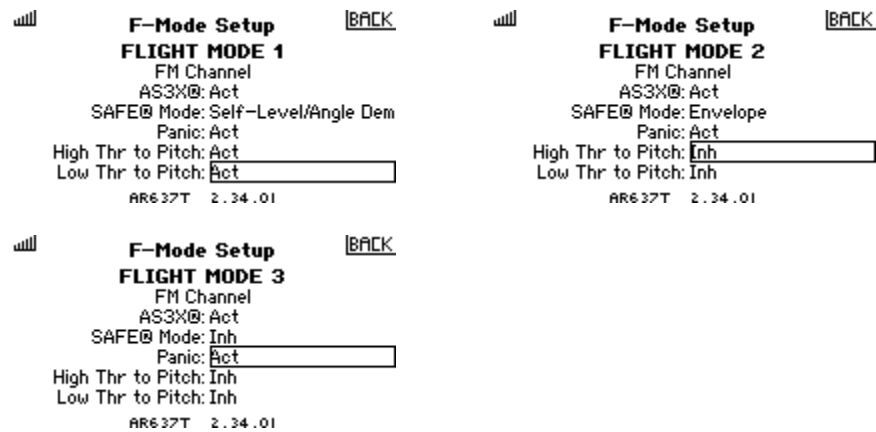 F-Mode Setup
BACK
FLIGHT MODE 1
FM Channel
AS3X®: Act
SAFE® Mode: Self-Level/Angle Dem
Panic: Act
High Thr to Pitch: Act
Low Thr to Pitch: Act
AR637T 2.34.01
F-Mode Setup
BACK
FLIGHT MODE 2
FM Channel
AS3X®: Act
SAFE® Mode: Envelope
Panic: Act
High Thr to Pitch: Inh
Low Thr to Pitch: Inh
AR637T 2.34.01
F-Mode Setup
BACK
FLIGHT MODE 3
FM Channel
AS3X®: Act
SAFE® Mode: Inh
Panic: Act
High Thr to Pitch: Inh
Low Thr to Pitch: Inh
AR637T 2.34.01